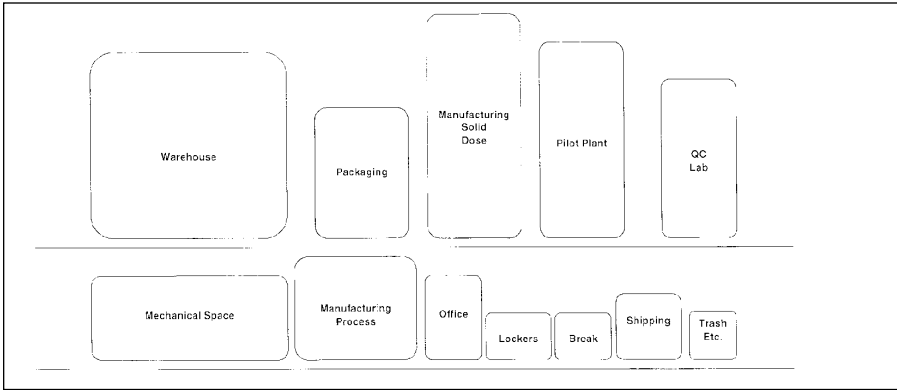 Warehouse
Packaging
Manufacturing
Solid
Dose
Pilot Plant
QC
Lab
Mechanical Space
Manufacturing
Process
Office
Lockers
Break
Shipping
Trash
Etc.